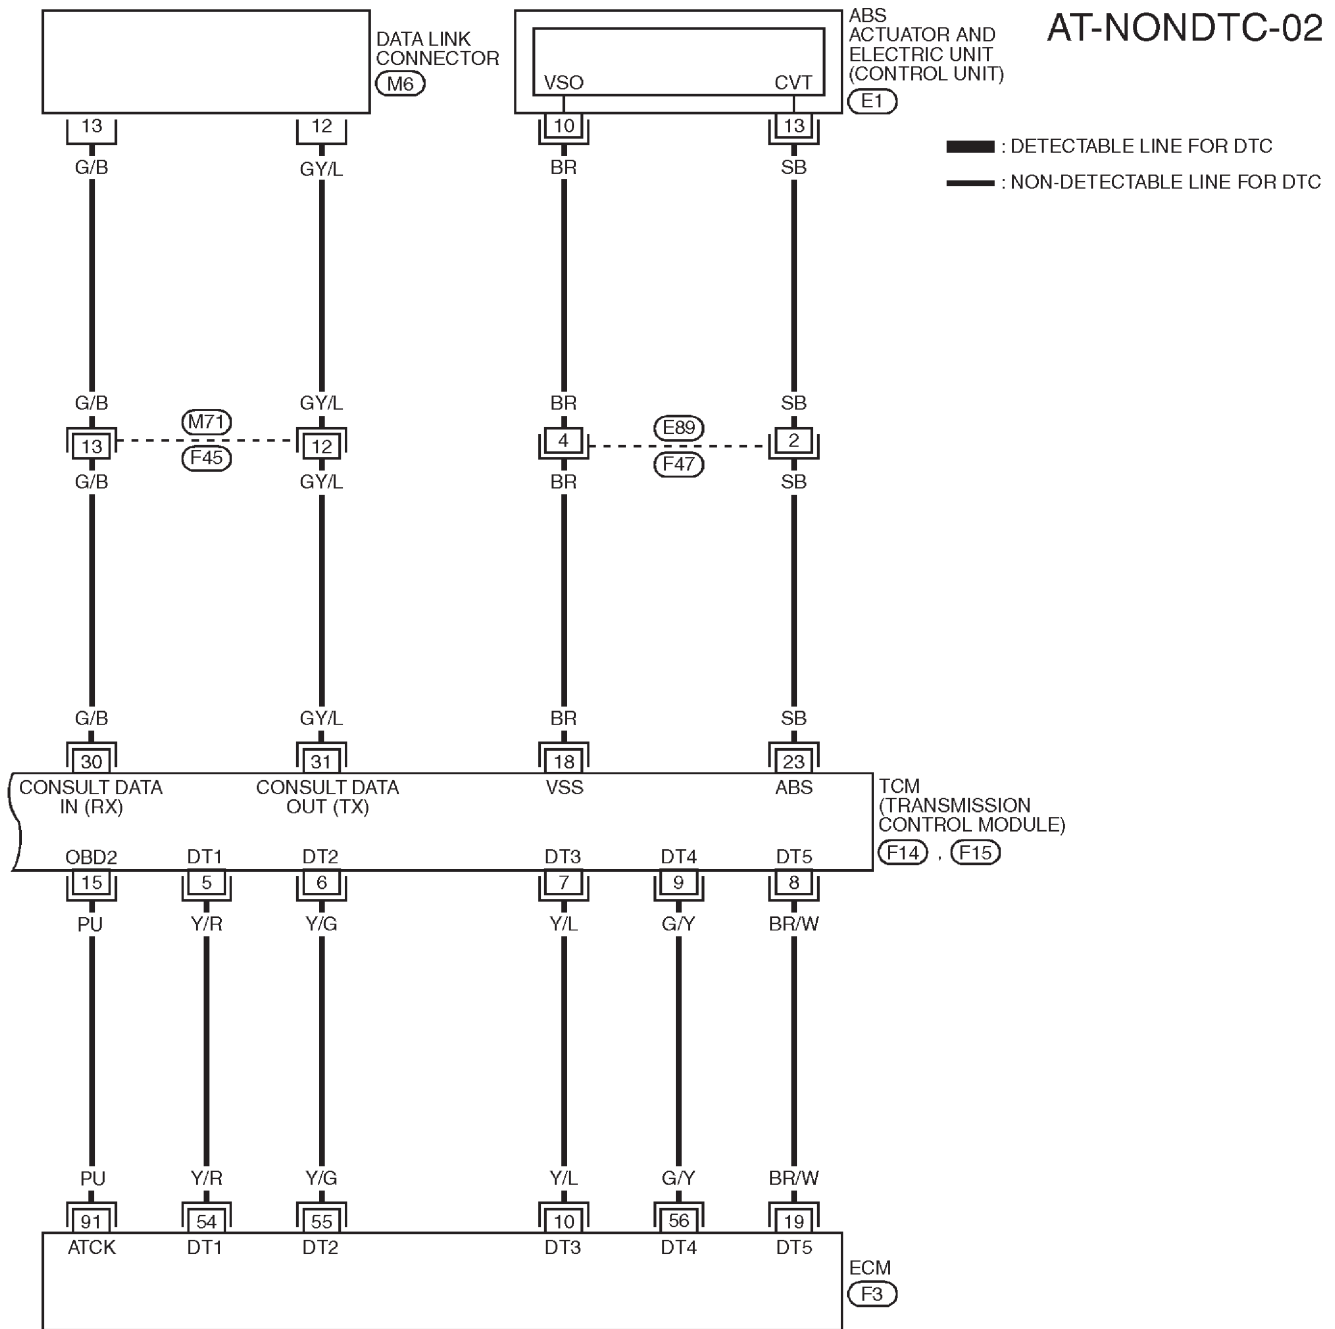 AT-NONDTC-02
DATA LINK
CONNECTOR
M6
ABS
ACTUATOR AND
ELECTRIC UNIT
(CONTROL UNIT)
E1
VSO CVT
: DETECTABLE LINE FOR DTC
: NON-DETECTABLE LINE FOR DTC
13 12 10 13
G/B GY/L BR SB
G/B GY/L BR SB
M71 E89
13 12 4 2
F45 F47
G/B GY/L BR SB
G/B GY/L BR SB
30 31 18 23
CONSULT DATA
IN (RX)
CONSULT DATA
OUT (TX)
VSS ABS
TCM
(TRANSMISSION
CONTROL MODULE)
F14 , F15
OBD2 DT1 DT2 DT3 DT4 DT5
15 5 6 7 9 8
PU Y/R Y/G Y/L G/Y BR/W
PU Y/R Y/G Y/L G/Y BR/W
91 54 55 10 56 19
ATCK DT1 DT2 DT3 DT4 DT5
ECM
F3